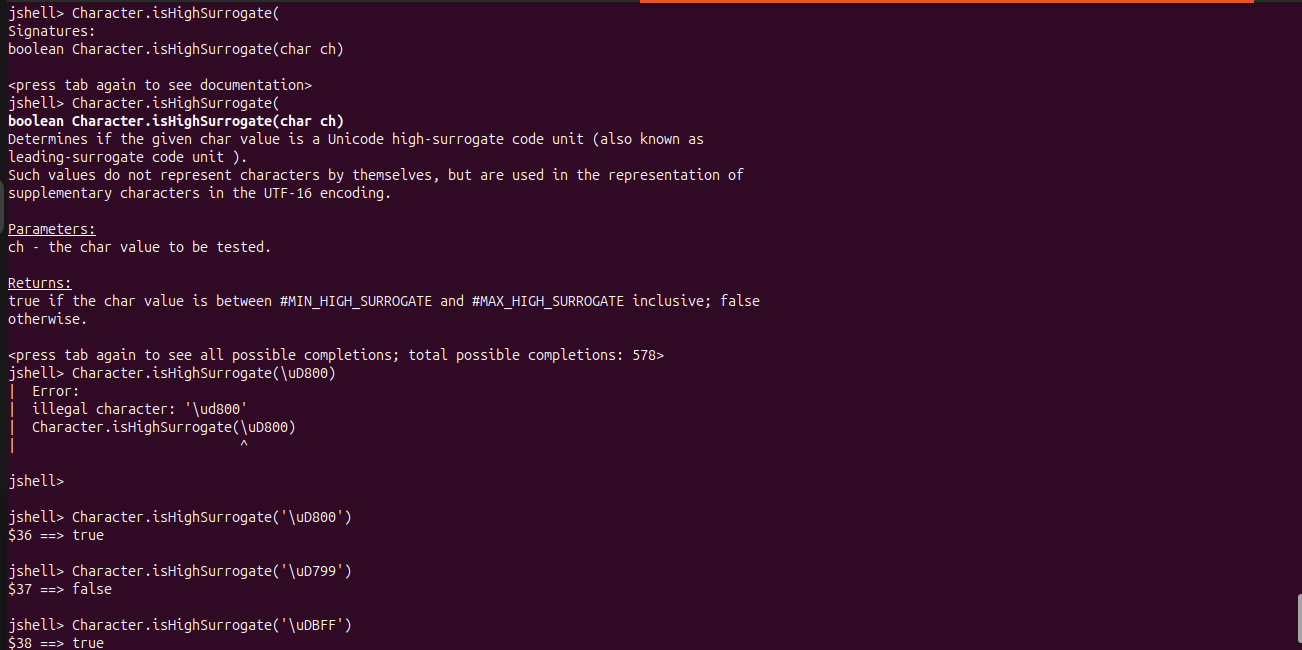 jshell> Character.isHighSurrogate(
Signatures:
boolean Character.isHighSurrogate(char ch)
<press tab again to see documentation>
jshell> Character.isHighSurrogate(
boolean Character.isHighSurrogate(char ch)
Determines if the given char value is a Unicode high-surrogate code unit (also known as
leading-surrogate code unit ).
Such values do not represent characters by themselves, but are used in the representation of
supplementary characters in the UTF-16 encoding.
Parameters:
ch - the char value to be tested.
Returns:
true if the char value is between #MIN_HIGH_SURROGATE and #MAX_HIGH_SURROGATE inclusive; false
otherwise.
<press tab again to see all possible completions; total possible completions: 578>
jshell> Character.isHighSurrogate(\uD800)
|  Error:
|  illegal character: '\ud800'
|  Character.isHighSurrogate(\uD800)
|                            ^
jshell>
jshell> Character.isHighSurrogate('\uD800')
$36 ==> true
jshell> Character.isHighSurrogate('\uD799')
$37 ==> false
jshell> Character.isHighSurrogate('\uDBFF')
$38 ==> true